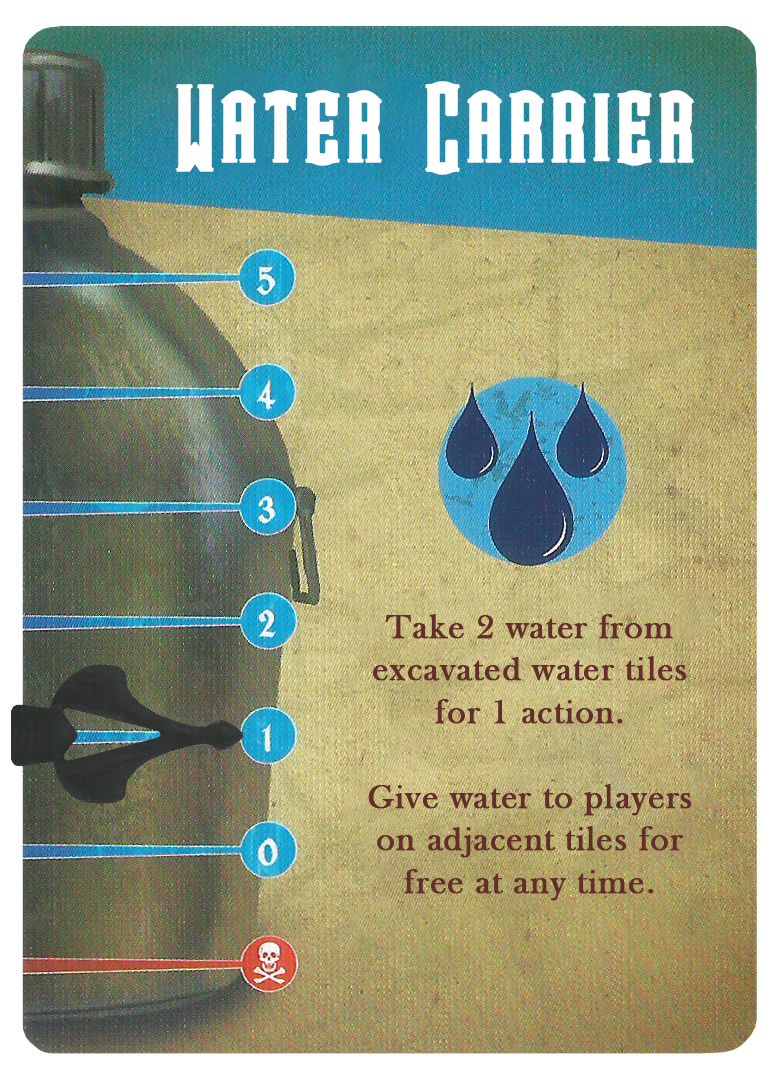 Water Carrier
5
4
3
2
1
0
Take 2 water from
excavated water tiles
for 1 action.
Give water to players
on adjacent tiles for
free at any time.